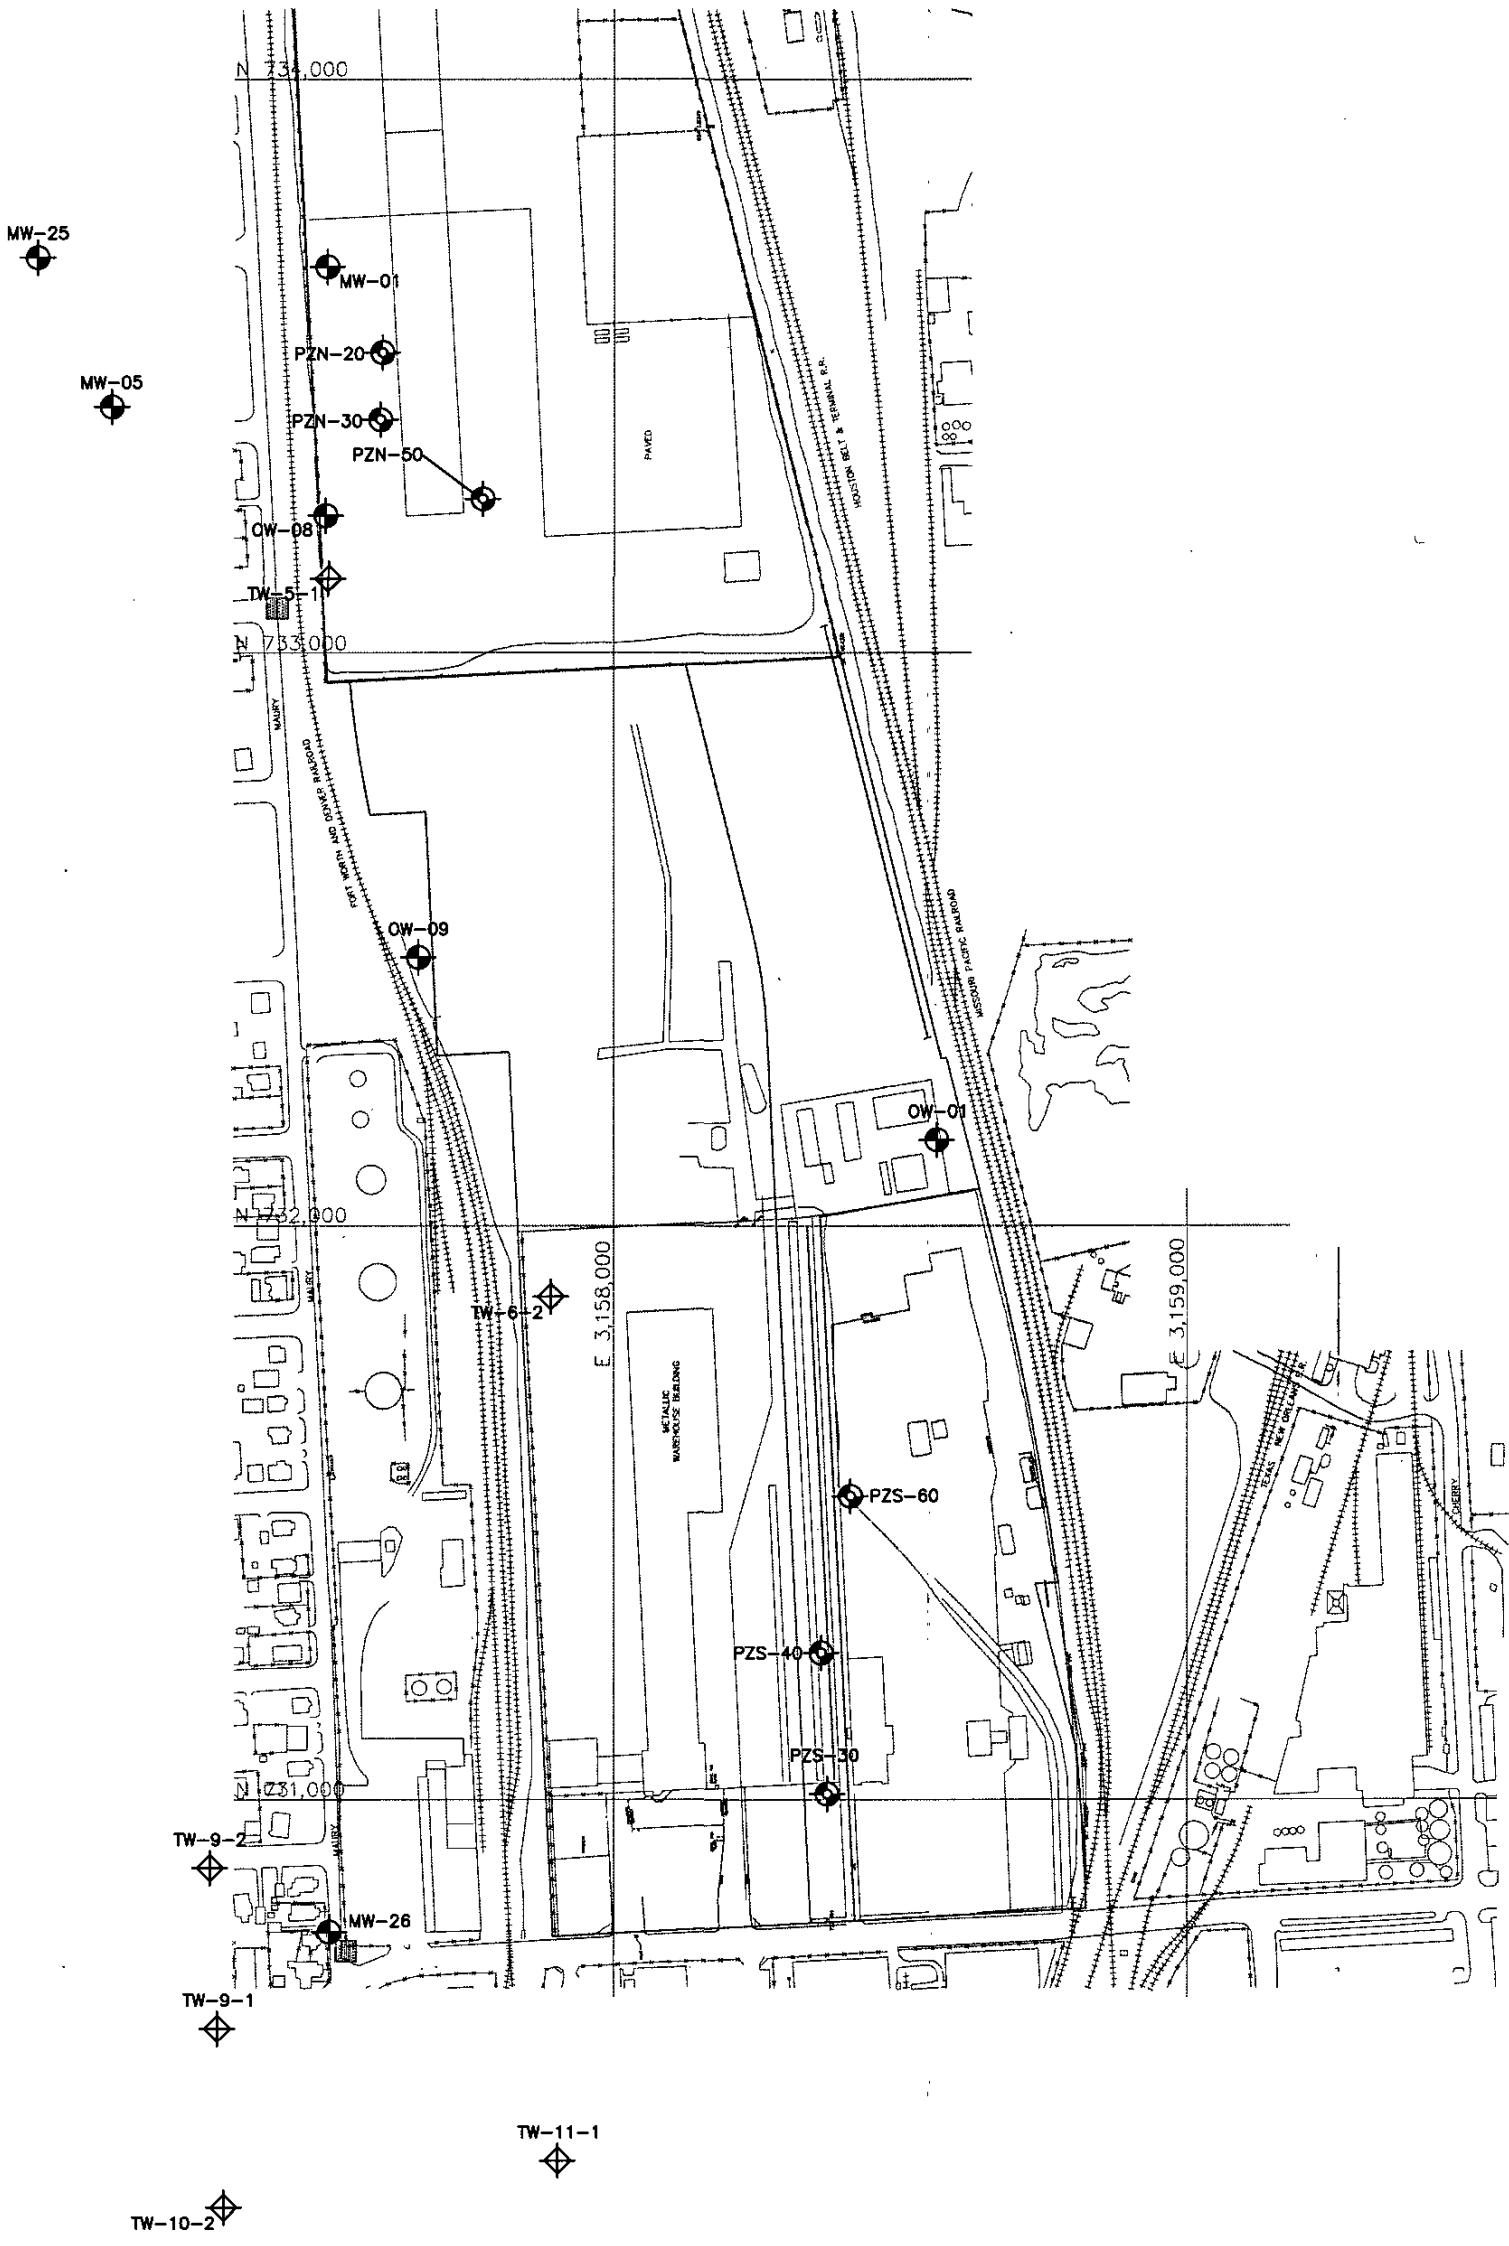 N 734,000
MW-25
MW-01
PZN-20
MW-05
HOUSTON BELT & TERMINAL R.R.
PZN-30
PAVED
PZN-50
OW-08
TW-5-1
N 733,000
MAURY
FORT WORTH AND DENVER RAILROAD
OW-09
MISSOURI PACIFIC RAILROAD
OW-01
N 732,000
MAURY
E 3,158,000
E 3,159,000
TW-6-2
METALLIC
WAREHOUSE BUILDING
TEXAS NEW ORLEANS R.R.
CHERRY
PZS-60
PZS-40
PZS-30
N 731,000
MAURY
TW-9-2
MW-26
TW-9-1
TW-11-1
TW-10-2